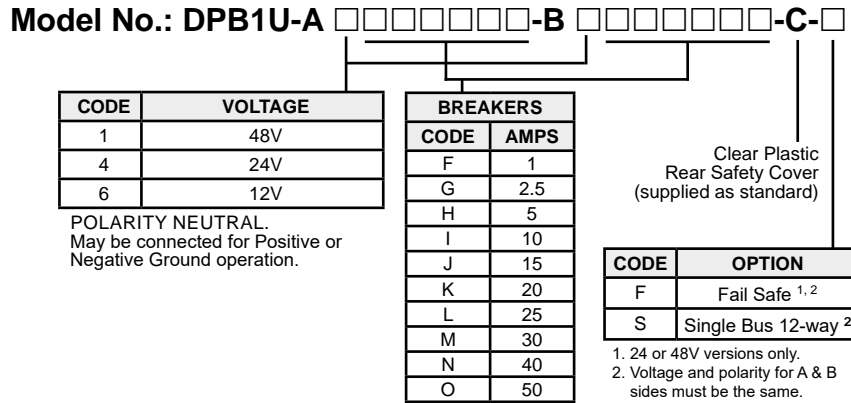 Model No.: DPB1U-A □□□□□□□-B □□□□□□□-C-□
CODE VOLTAGE
1 48V
4 24V
6 12V
POLARITY NEUTRAL.
May be connected for Positive or
Negative Ground operation.
BREAKERS
CODE AMPS
F 1
G 2.5
H 5
I 10
J 15
K 20
L 25
M 30
N 40
O 50
Clear Plastic
Rear Safety Cover
(supplied as standard)
CODE OPTION
F Fail Safe 1, 2
S Single Bus 12-way 2
1. 24 or 48V versions only.
2. Voltage and polarity for A & B
sides must be the same.